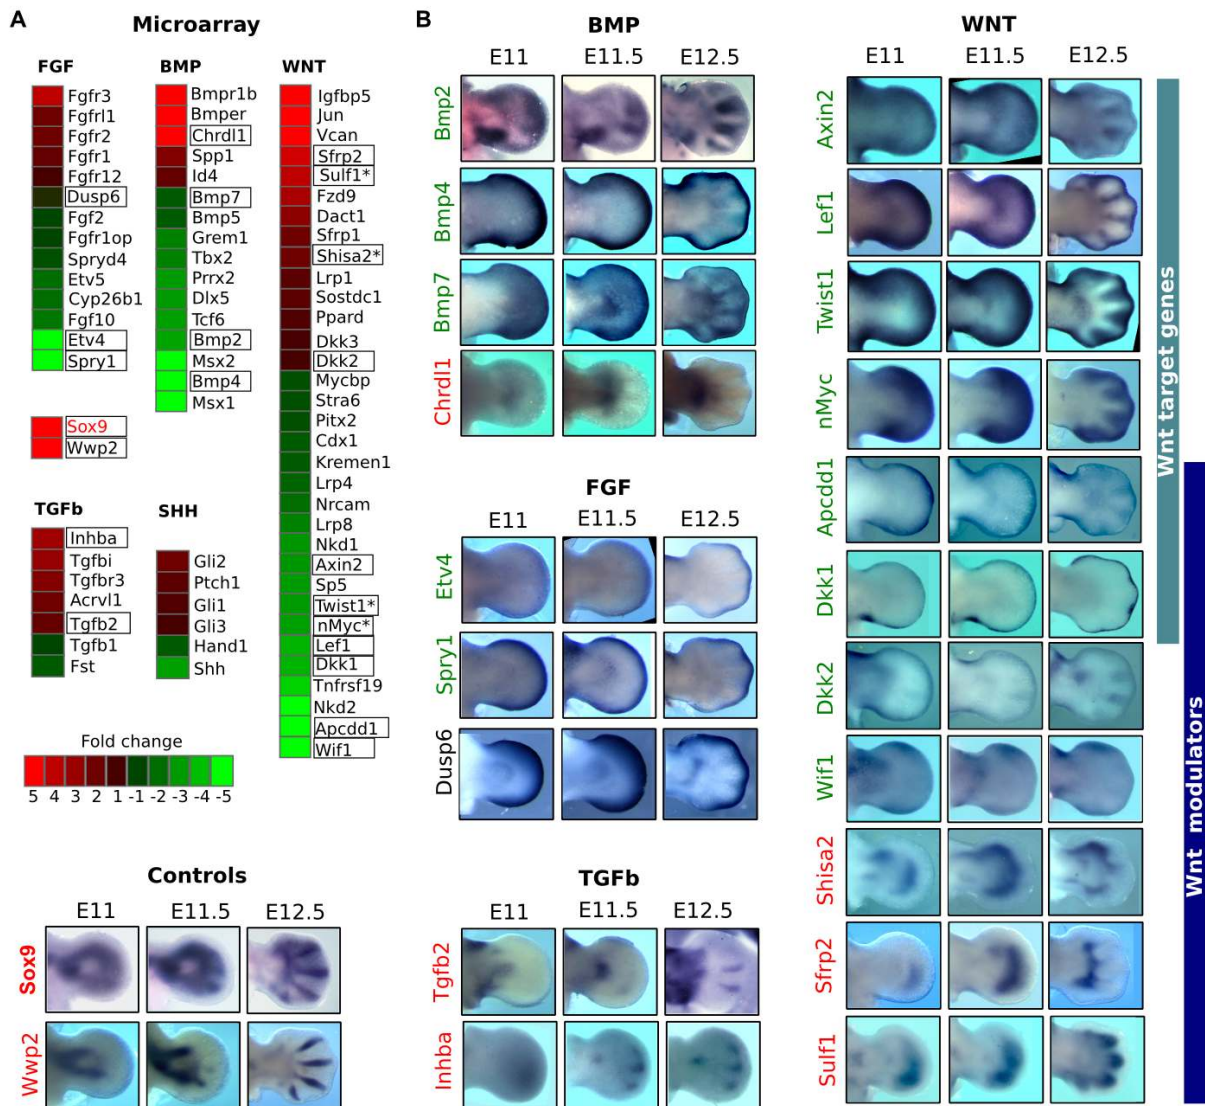 A
Microarray
FGF
Fgfr3
Fgfrl1
Fgfr2
Fgfr1
Fgfr12
Dusp6
Fgf2
Fgfr1op
Spryd4
Etv5
Cyp26b1
Fgf10
Etv4
Spry1
Sox9
Wwp2
BMP
Bmpr1b
Bmper
Chrdl1
Spp1
Id4
Bmp7
Bmp5
Grem1
Tbx2
Prrx2
Dlx5
Tcf6
Bmp2
Msx2
Bmp4
Msx1
WNT
Igfbp5
Jun
Vcan
Sfrp2
Sulf1*
Fzd9
Dact1
Sfrp1
Shisa2*
Lrp1
Sostdc1
Ppard
Dkk3
Dkk2
Mycbp
Stra6
Pitx2
Cdx1
Kremen1
Lrp4
Nrcam
Lrp8
Nkd1
Axin2
Sp5
Twist1*
nMyc*
Lef1
Dkk1
Tnfrsf19
Nkd2
Apcdd1
Wif1
TGFb
Inhba
Tgfbi
Tgfbr3
Acrvl1
Tgfb2
Tgfb1
Fst
SHH
Gli2
Ptch1
Gli1
Gli3
Hand1
Shh
Fold change
5 4 3 2 1 -1 -2 -3 -4 -5
Controls
E11 E11.5 E12.5
Sox9
Wwp2
B
BMP
E11 E11.5 E12.5
Bmp2
Bmp4
Bmp7
Chrdl1
FGF
E11 E11.5 E12.5
Etv4
Spry1
Dusp6
TGFb
E11 E11.5 E12.5
Tgfb2
Inhba
WNT
E11 E11.5 E12.5
Axin2
Lef1
Twist1
nMyc
Apcdd1
Dkk1
Dkk2
Wif1
Shisa2
Sfrp2
Sulf1
Wnt target genes
Wnt modulators